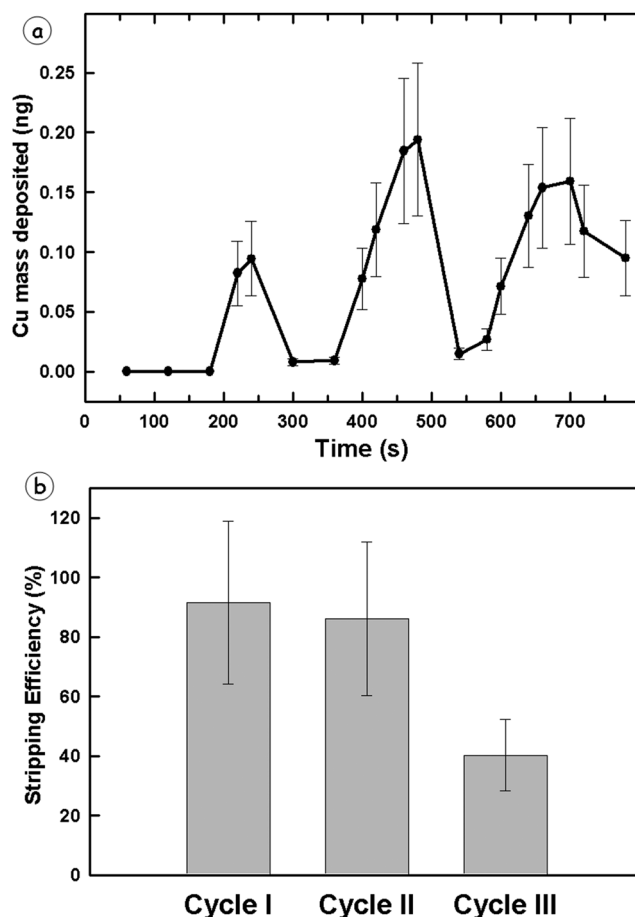 a
Cu mass deposited (ng)
0.30
0.25
0.20
0.15
0.10
0.05
0.00
0 100 200 300 400 500 600 700
Time (s)
b
Stripping Efficiency (%)
120
100
80
60
40
20
0
Cycle I Cycle II Cycle III